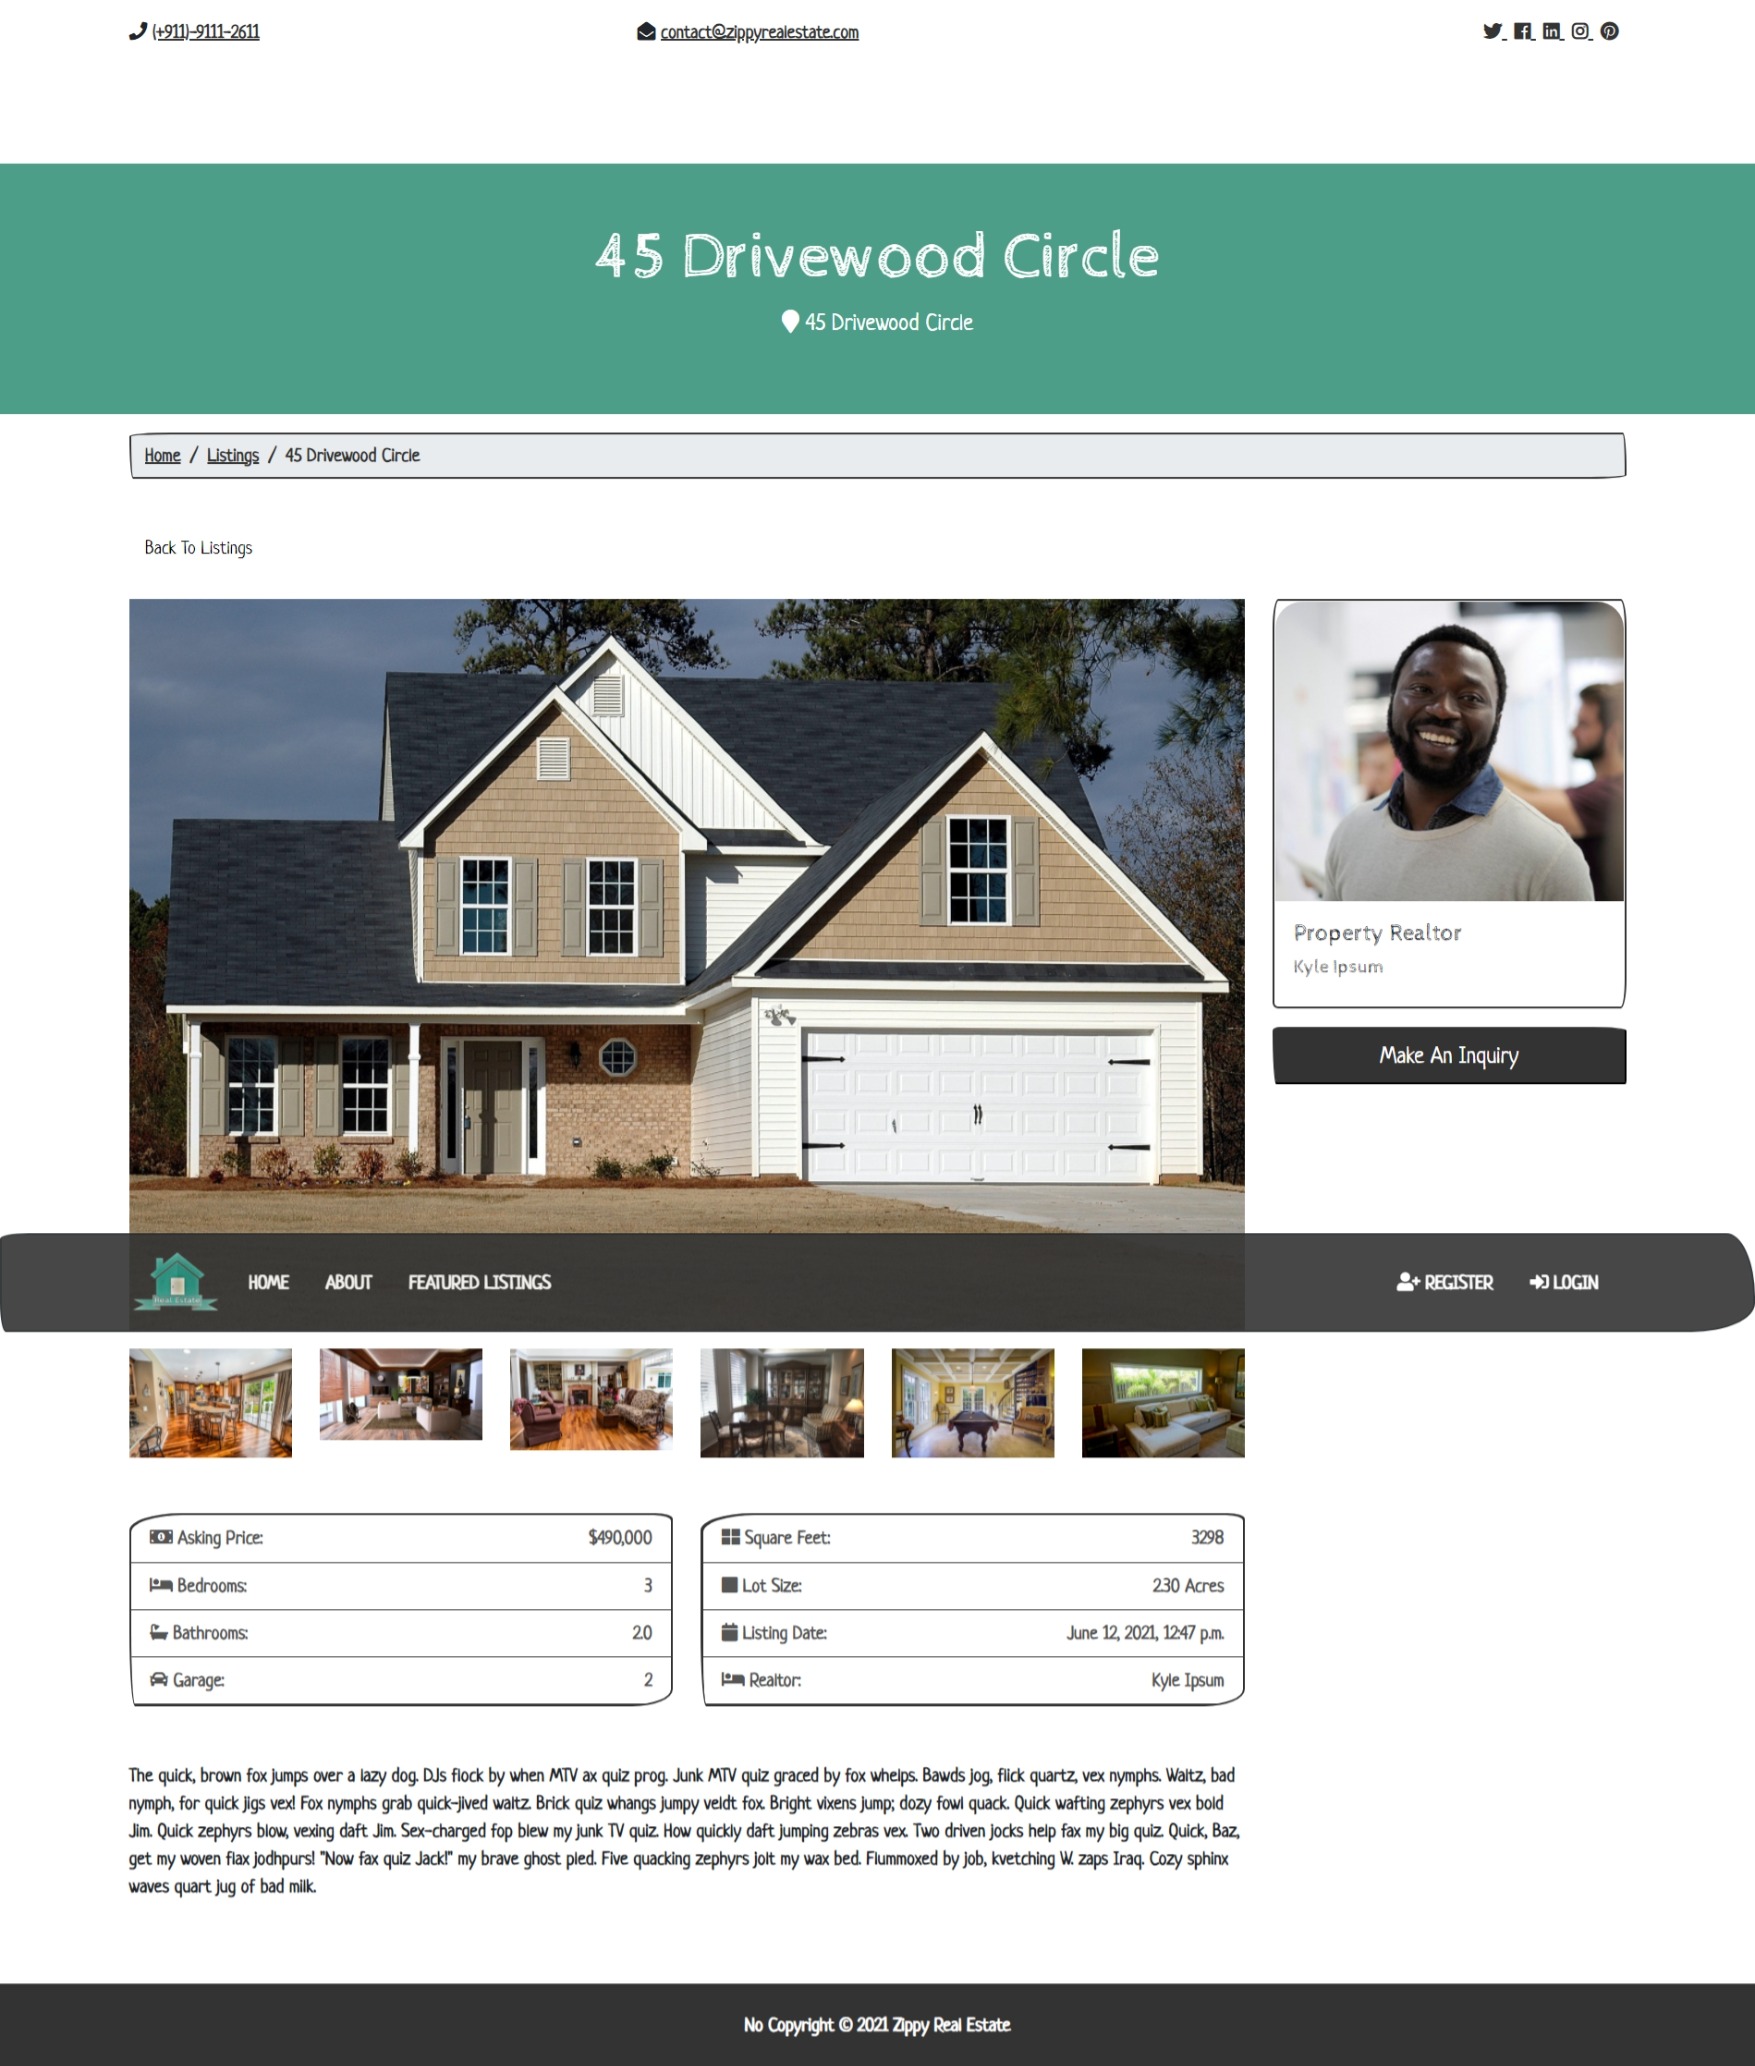 (+911)-9111-2611
contact@zippyrealestate.com
45 Drivewood Circle
45 Drivewood Circle
Home / Listings / 45 Drivewood Circle
Back To Listings
Property Realtor
Kyle Ipsum
Make An Inquiry
Real Estate
HOME ABOUT FEATURED LISTINGS
REGISTER LOGIN
Asking Price: $490,000
Bedrooms: 3
Bathrooms: 2.0
Garage: 2
Square Feet: 3298
Lot Size: 2.30 Acres
Listing Date: June 12, 2021, 12:47 p.m.
Realtor: Kyle Ipsum
The quick, brown fox jumps over a lazy dog. DJs flock by when MTV ax quiz prog. Junk MTV quiz graced by fox whelps. Bawds jog, flick quartz, vex nymphs. Waltz, bad
nymph, for quick jigs vex! Fox nymphs grab quick-jived waltz. Brick quiz whangs jumpy veldt fox. Bright vixens jump; dozy fowl quack. Quick wafting zephyrs vex bold
Jim. Quick zephyrs blow, vexing daft Jim. Sex-charged fop blew my junk TV quiz. How quickly daft jumping zebras vex. Two driven jocks help fax my big quiz. Quick, Baz,
get my woven flax jodhpurs! "Now fax quiz Jack!" my brave ghost pled. Five quacking zephyrs jolt my wax bed. Flummoxed by job, kvetching W. zaps Iraq. Cozy sphinx
waves quart jug of bad milk.
No Copyright © 2021 Zippy Real Estate